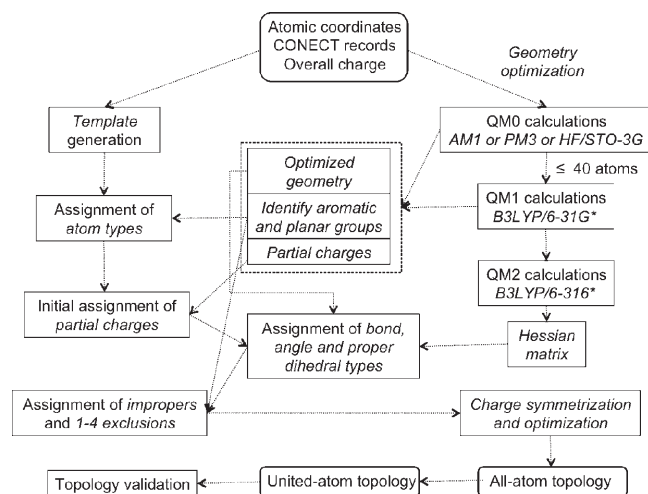 Atomic coordinates
CONECT records
Overall charge
Geometry
optimization
Template
generation
QM0 calculations
AM1 or PM3 or HF/STO-3G
≤ 40 atoms
Optimized
geometry
Identify aromatic
and planar groups
Partial charges
Assignment of
atom types
QM1 calculations
B3LYP/6-31G*
QM2 calculations
B3LYP/6-316*
Initial assignment of
partial charges
Assignment of bond,
angle and proper
dihedral types
Hessian
matrix
Assignment of impropers
and 1-4 exclusions
Charge symmetrization
and optimization
Topology validation
United-atom topology
All-atom topology